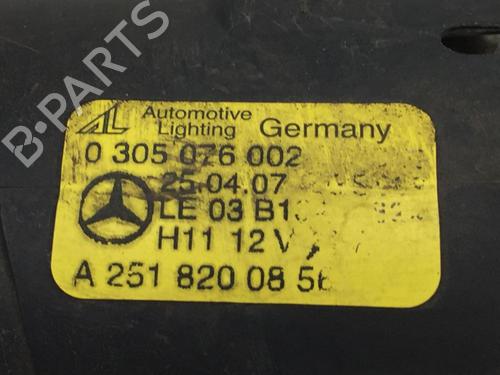 B-PARTS
AL Automotive Lighting Germany
0 305 076 002
25.04.07
LE 03 B1
H11 12 V
A 251 820 08 56